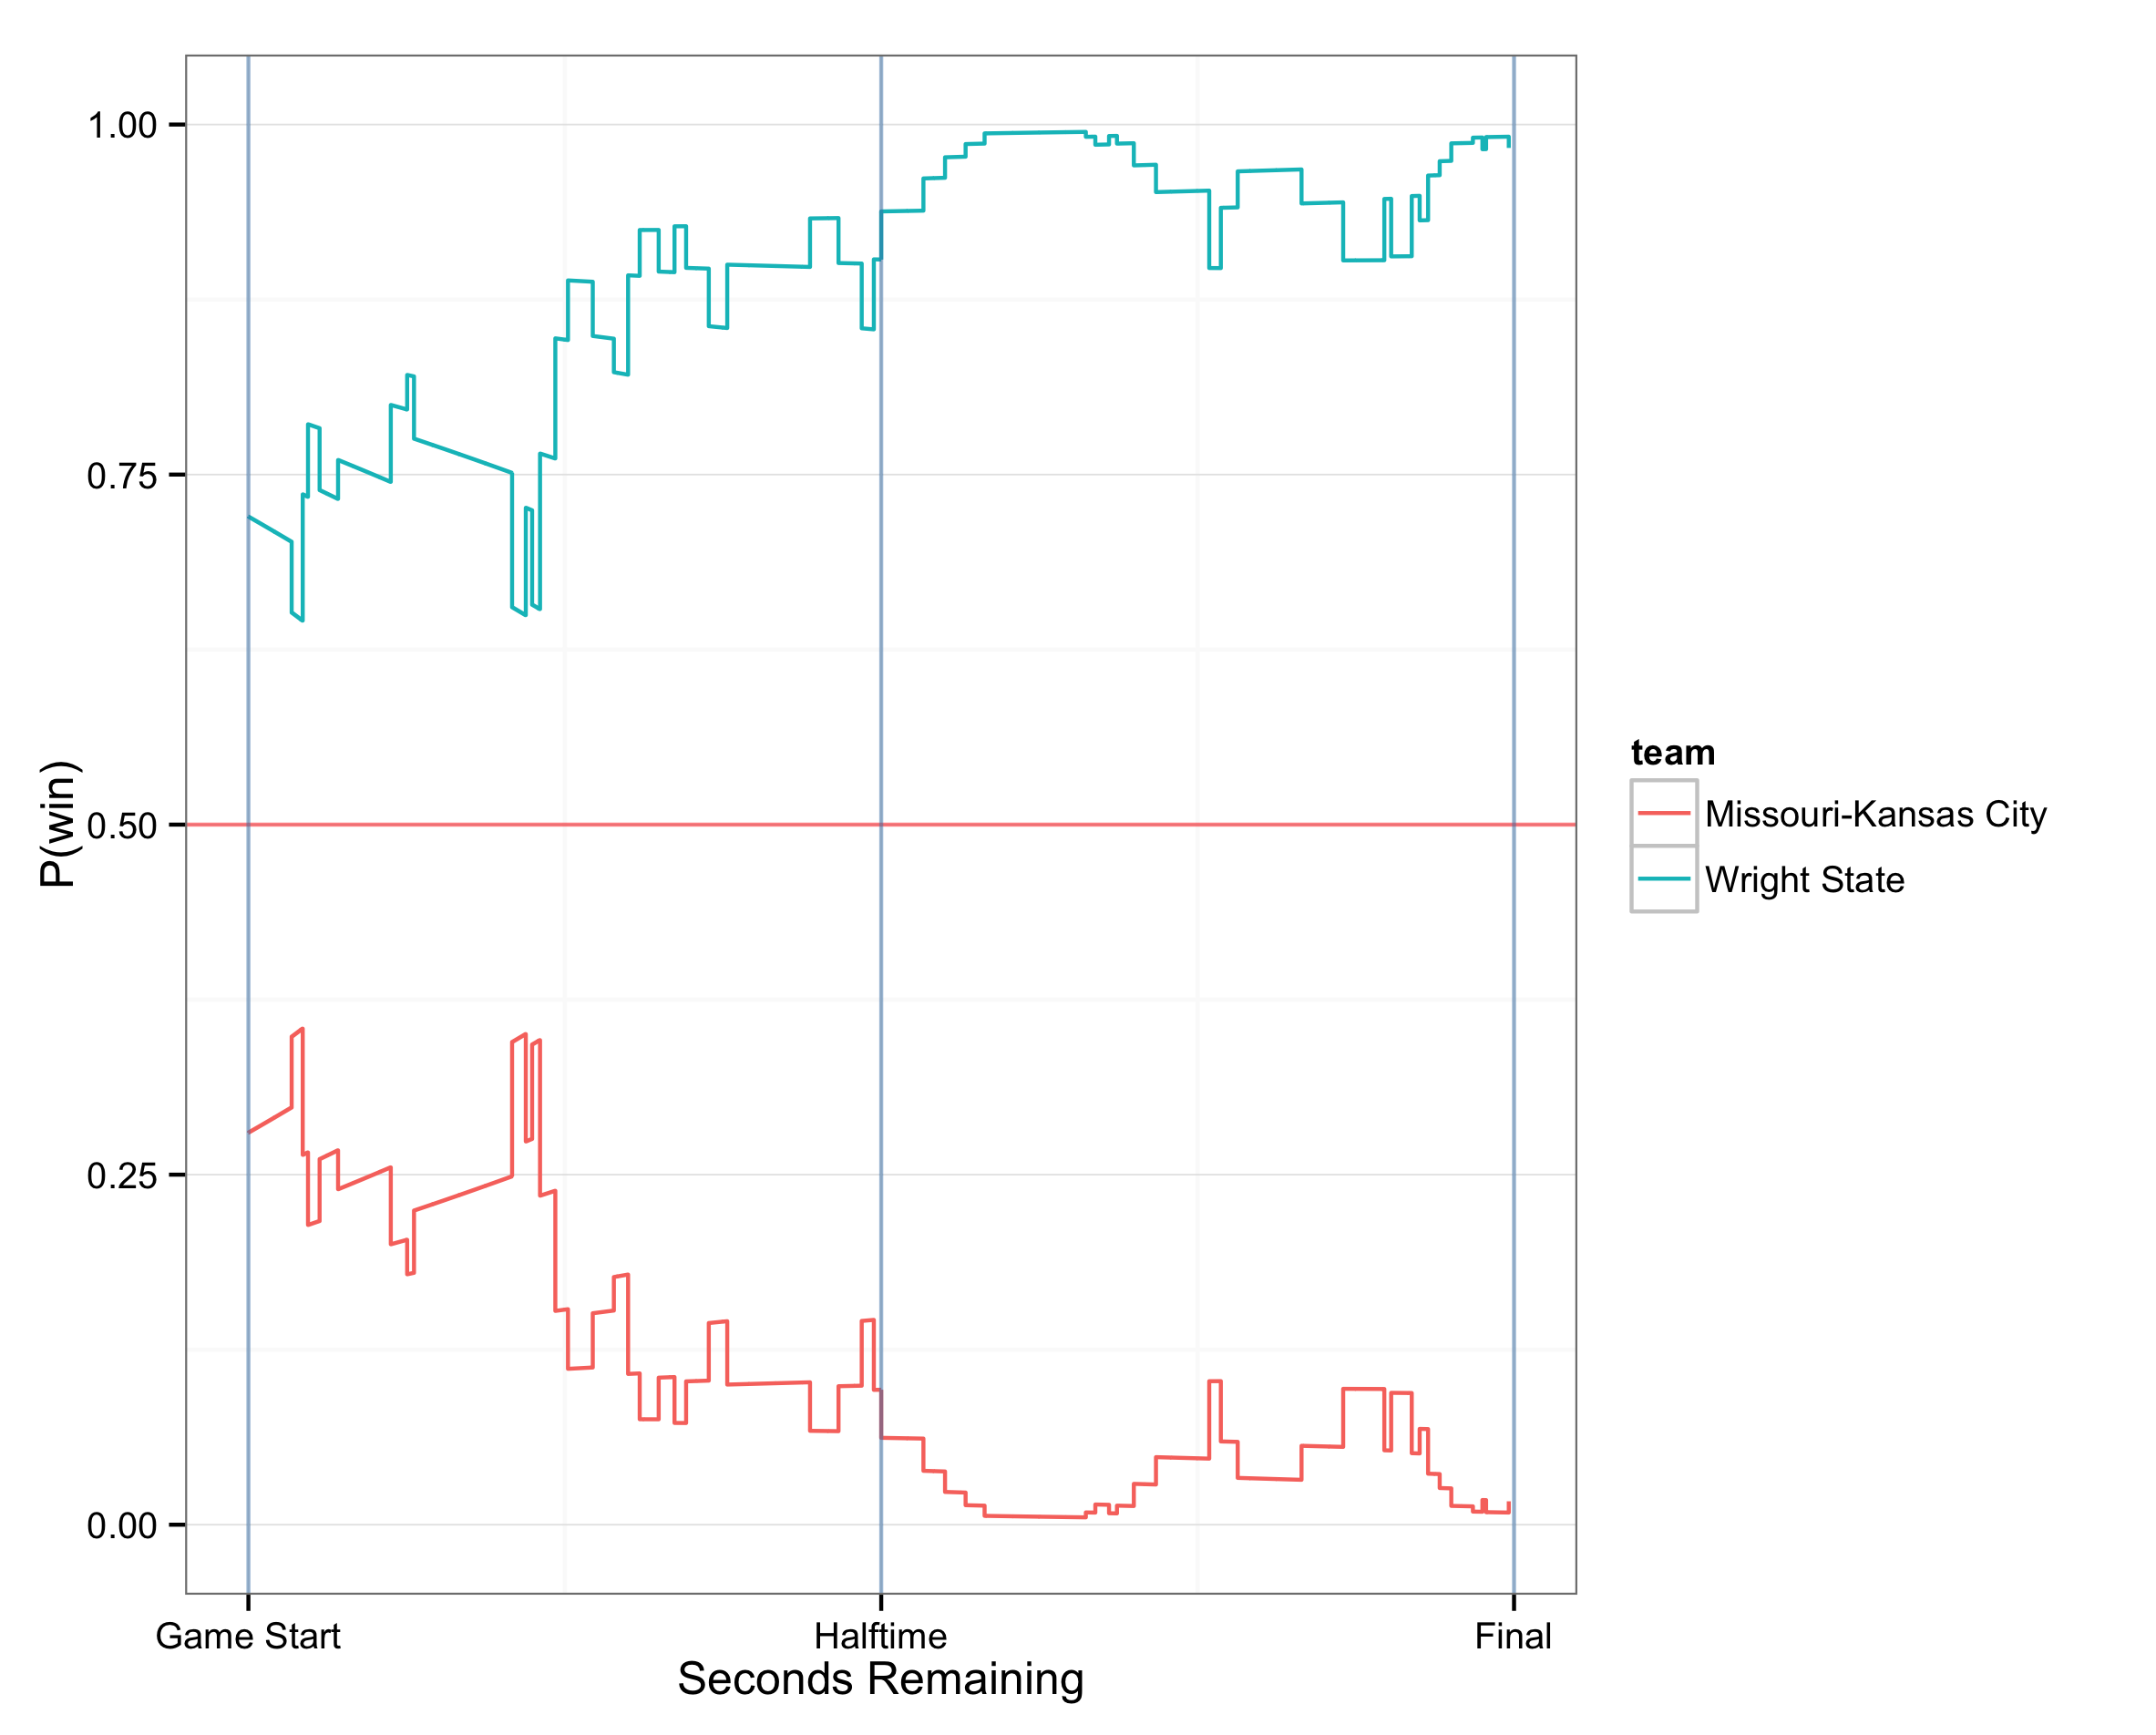 1.00
0.75
0.50
0.25
0.00
P(win)
Game Start
Halftime
Final
Seconds Remaining
team
Missouri-Kansas City
Wright State